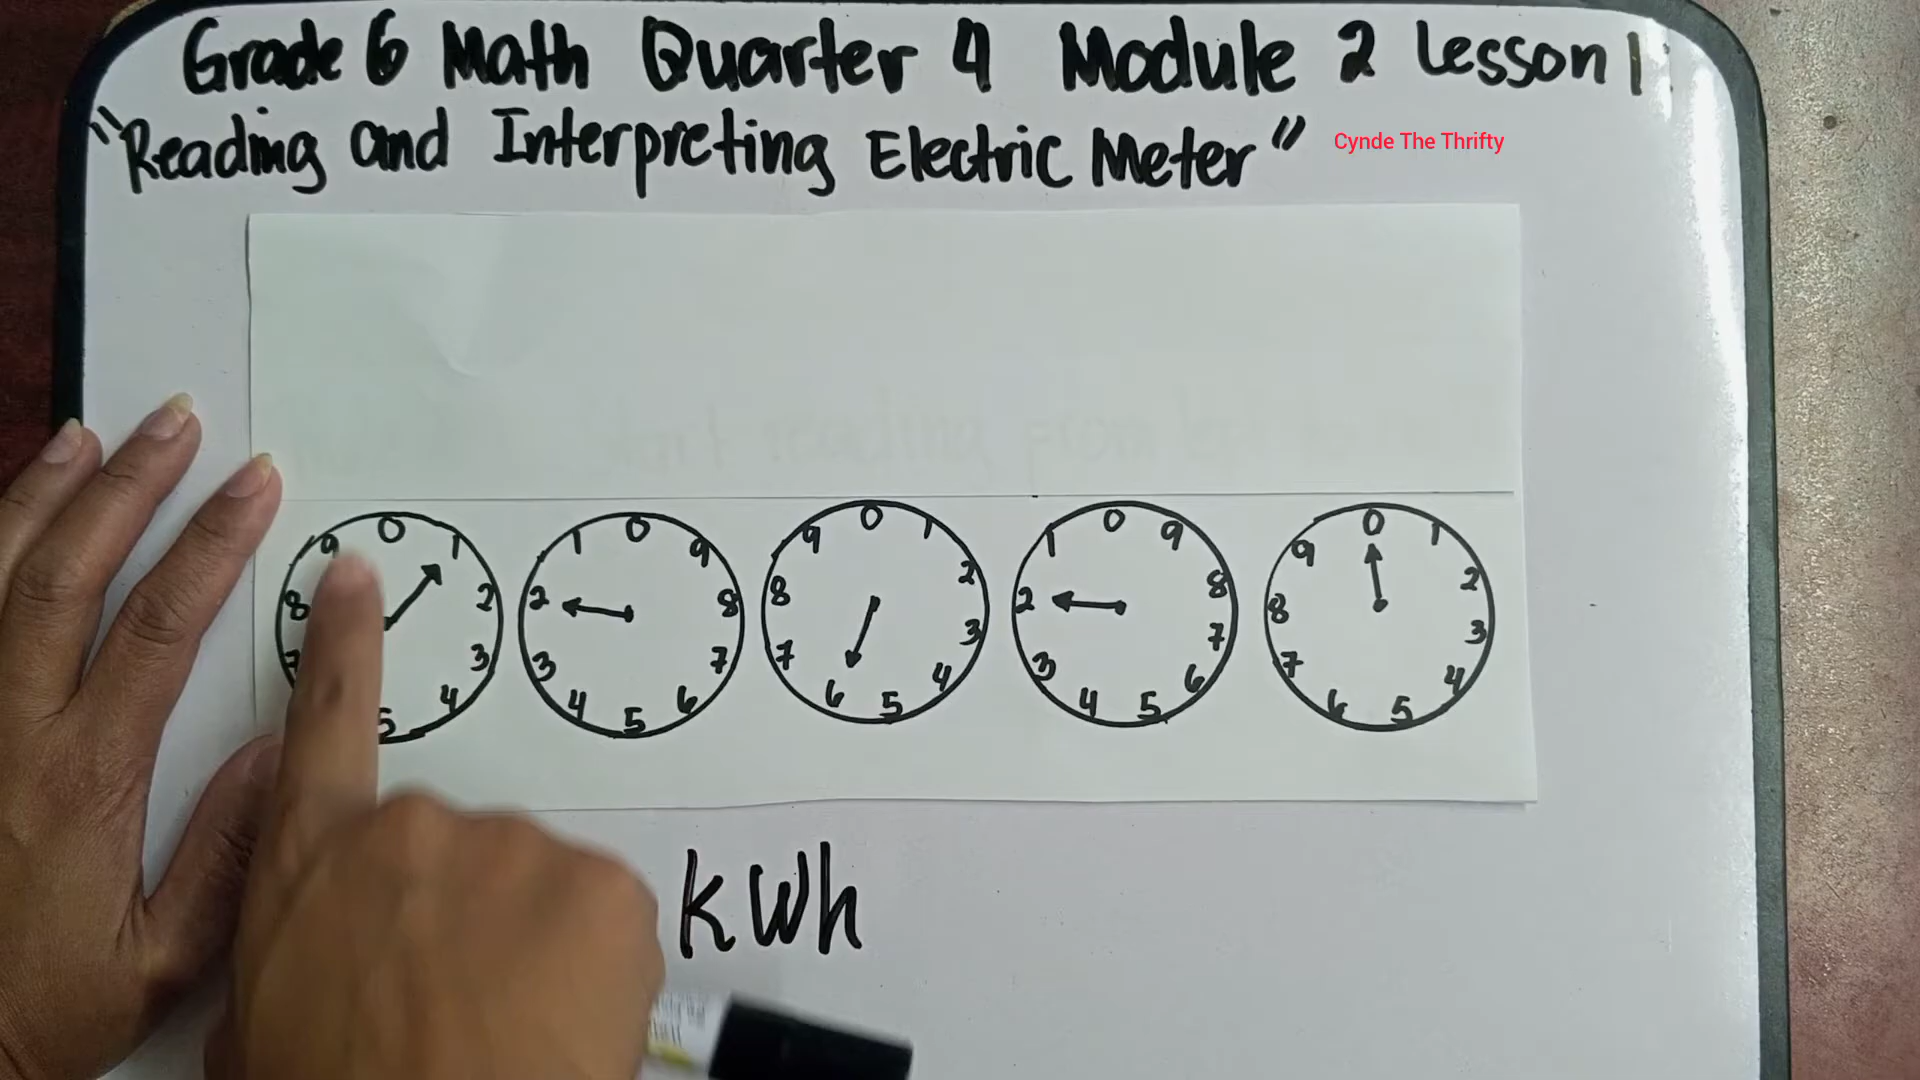 Grade 6 Math Quarter 4 Module 2 Lesson 1
"Reading and Interpreting Electric Meter" Cynde The Thrifty
0 1 2 3 4 5 7 8 9
0 9 8 7 6 5 4 3 2 1
0 1 2 3 4 5 6 7 8 9
0 9 8 7 6 5 4 3 2 1
0 1 2 3 4 5 6 7 8 9
kWh